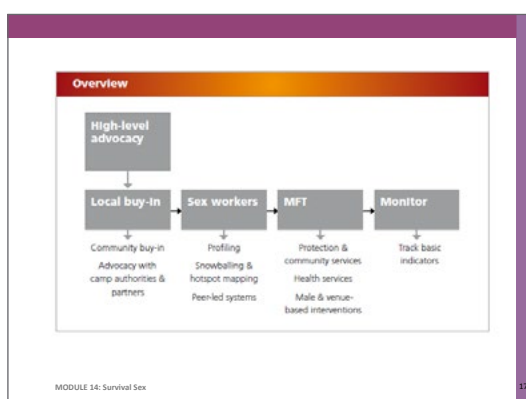 Overview
High-level
advocacy
Local buy-in
Sex workers
MFT
Monitor
Community buy-in
Advocacy with
camp authorities &
partners
Profiling
Snowballing &
hotspot mapping
Peer-led systems
Protection &
community services
Health services
Male & venue-
based interventions
Track basic
indicators
MODULE 14: Survival Sex
17